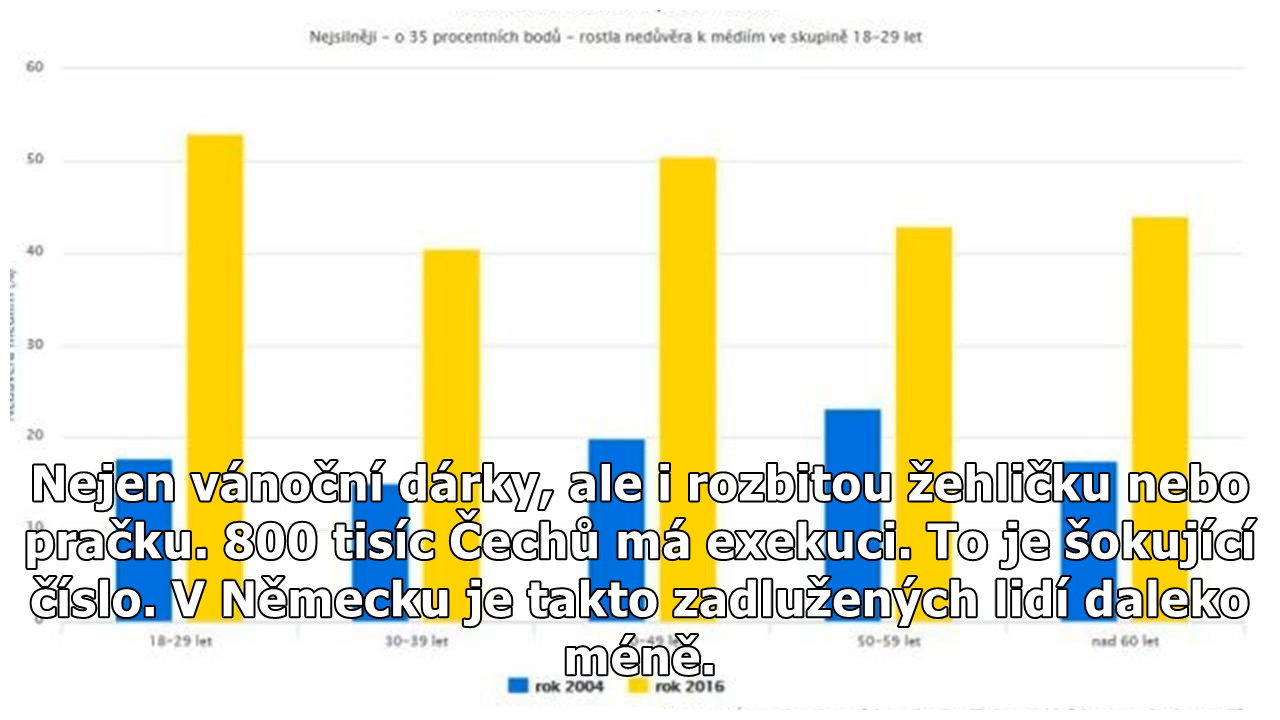 Nejsilněji – o 35 procentních bodů – rostla nedůvěra k médiím ve skupině 18–29 let
60
50
40
30
20
10
0
Nejen vánoční dárky, ale i rozbitou žehličku nebo
pračku. 800 tisíc Čechů má exekuci. To je šokující
číslo. V Německu je takto zadlužených lidí daleko
méně.
18–29 let
30–39 let
50–59 let
nad 60 let
rok 2004
rok 2016